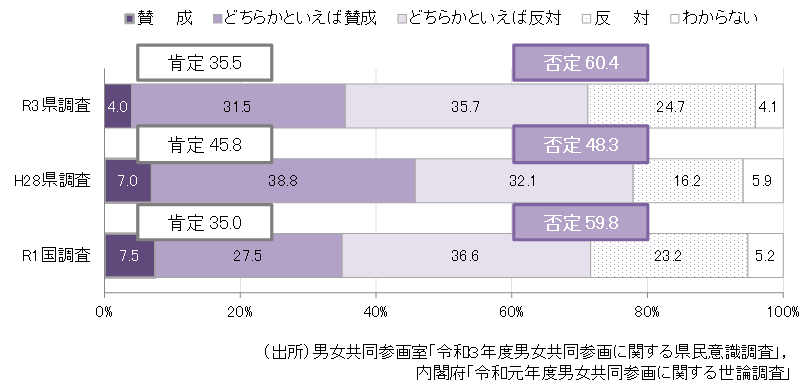 賛　成 どちらかといえば賛成 どちらかといえば反対 反　対 わからない
肯定 35.5 否定 60.4
R3県調査 4.0 31.5 35.7 24.7 4.1
肯定 45.8 否定 48.3
H28県調査 7.0 38.8 32.1 16.2 5.9
肯定 35.0 否定 59.8
R1国調査 7.5 27.5 36.6 23.2 5.2
0% 20% 40% 60% 80% 100%
（出所）男女共同参画室「令和３年度男女共同参画に関する県民意識調査」，
内閣府「令和元年度男女共同参画に関する世論調査」